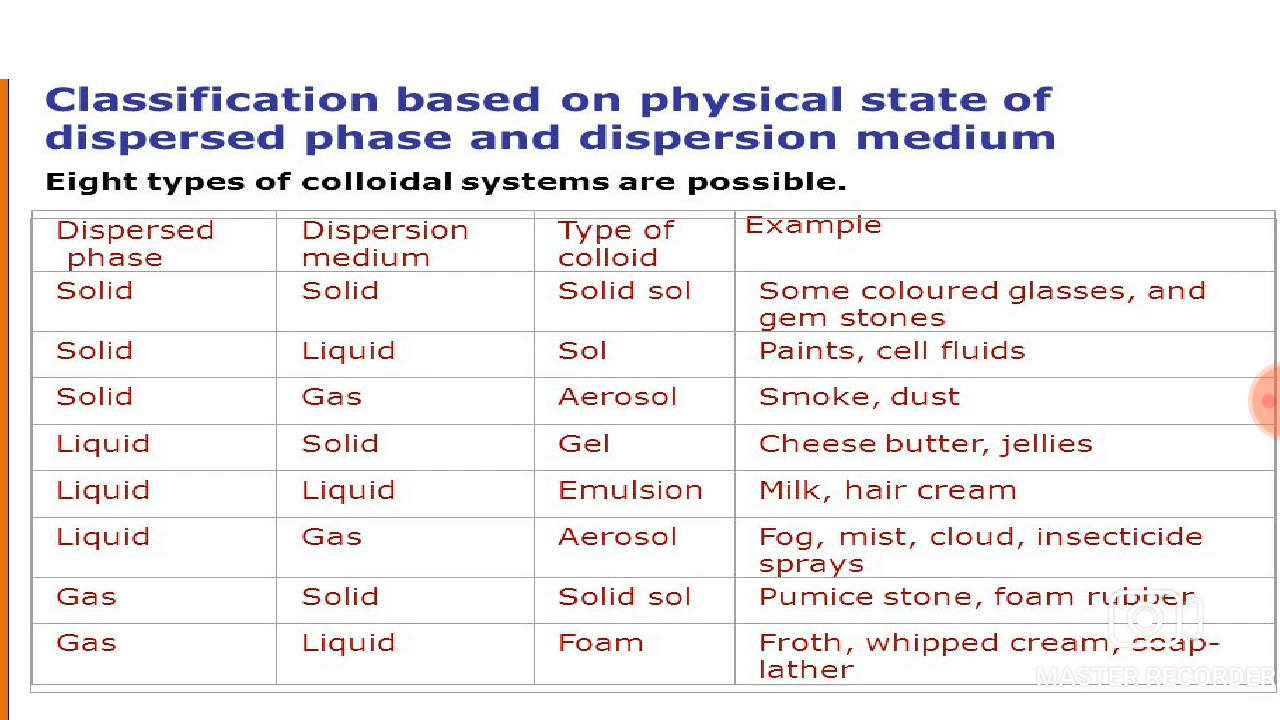 Classification based on physical state of
dispersed phase and dispersion medium
Eight types of colloidal systems are possible.
Dispersed phase Dispersion medium Type of colloid Example
Solid Solid Solid sol Some coloured glasses, and gem stones
Solid Liquid Sol Paints, cell fluids
Solid Gas Aerosol Smoke, dust
Liquid Solid Gel Cheese butter, jellies
Liquid Liquid Emulsion Milk, hair cream
Liquid Gas Aerosol Fog, mist, cloud, insecticide sprays
Gas Solid Solid sol Pumice stone, foam rubber
Gas Liquid Foam Froth, whipped cream, soap-lather
MASTER RECORDER